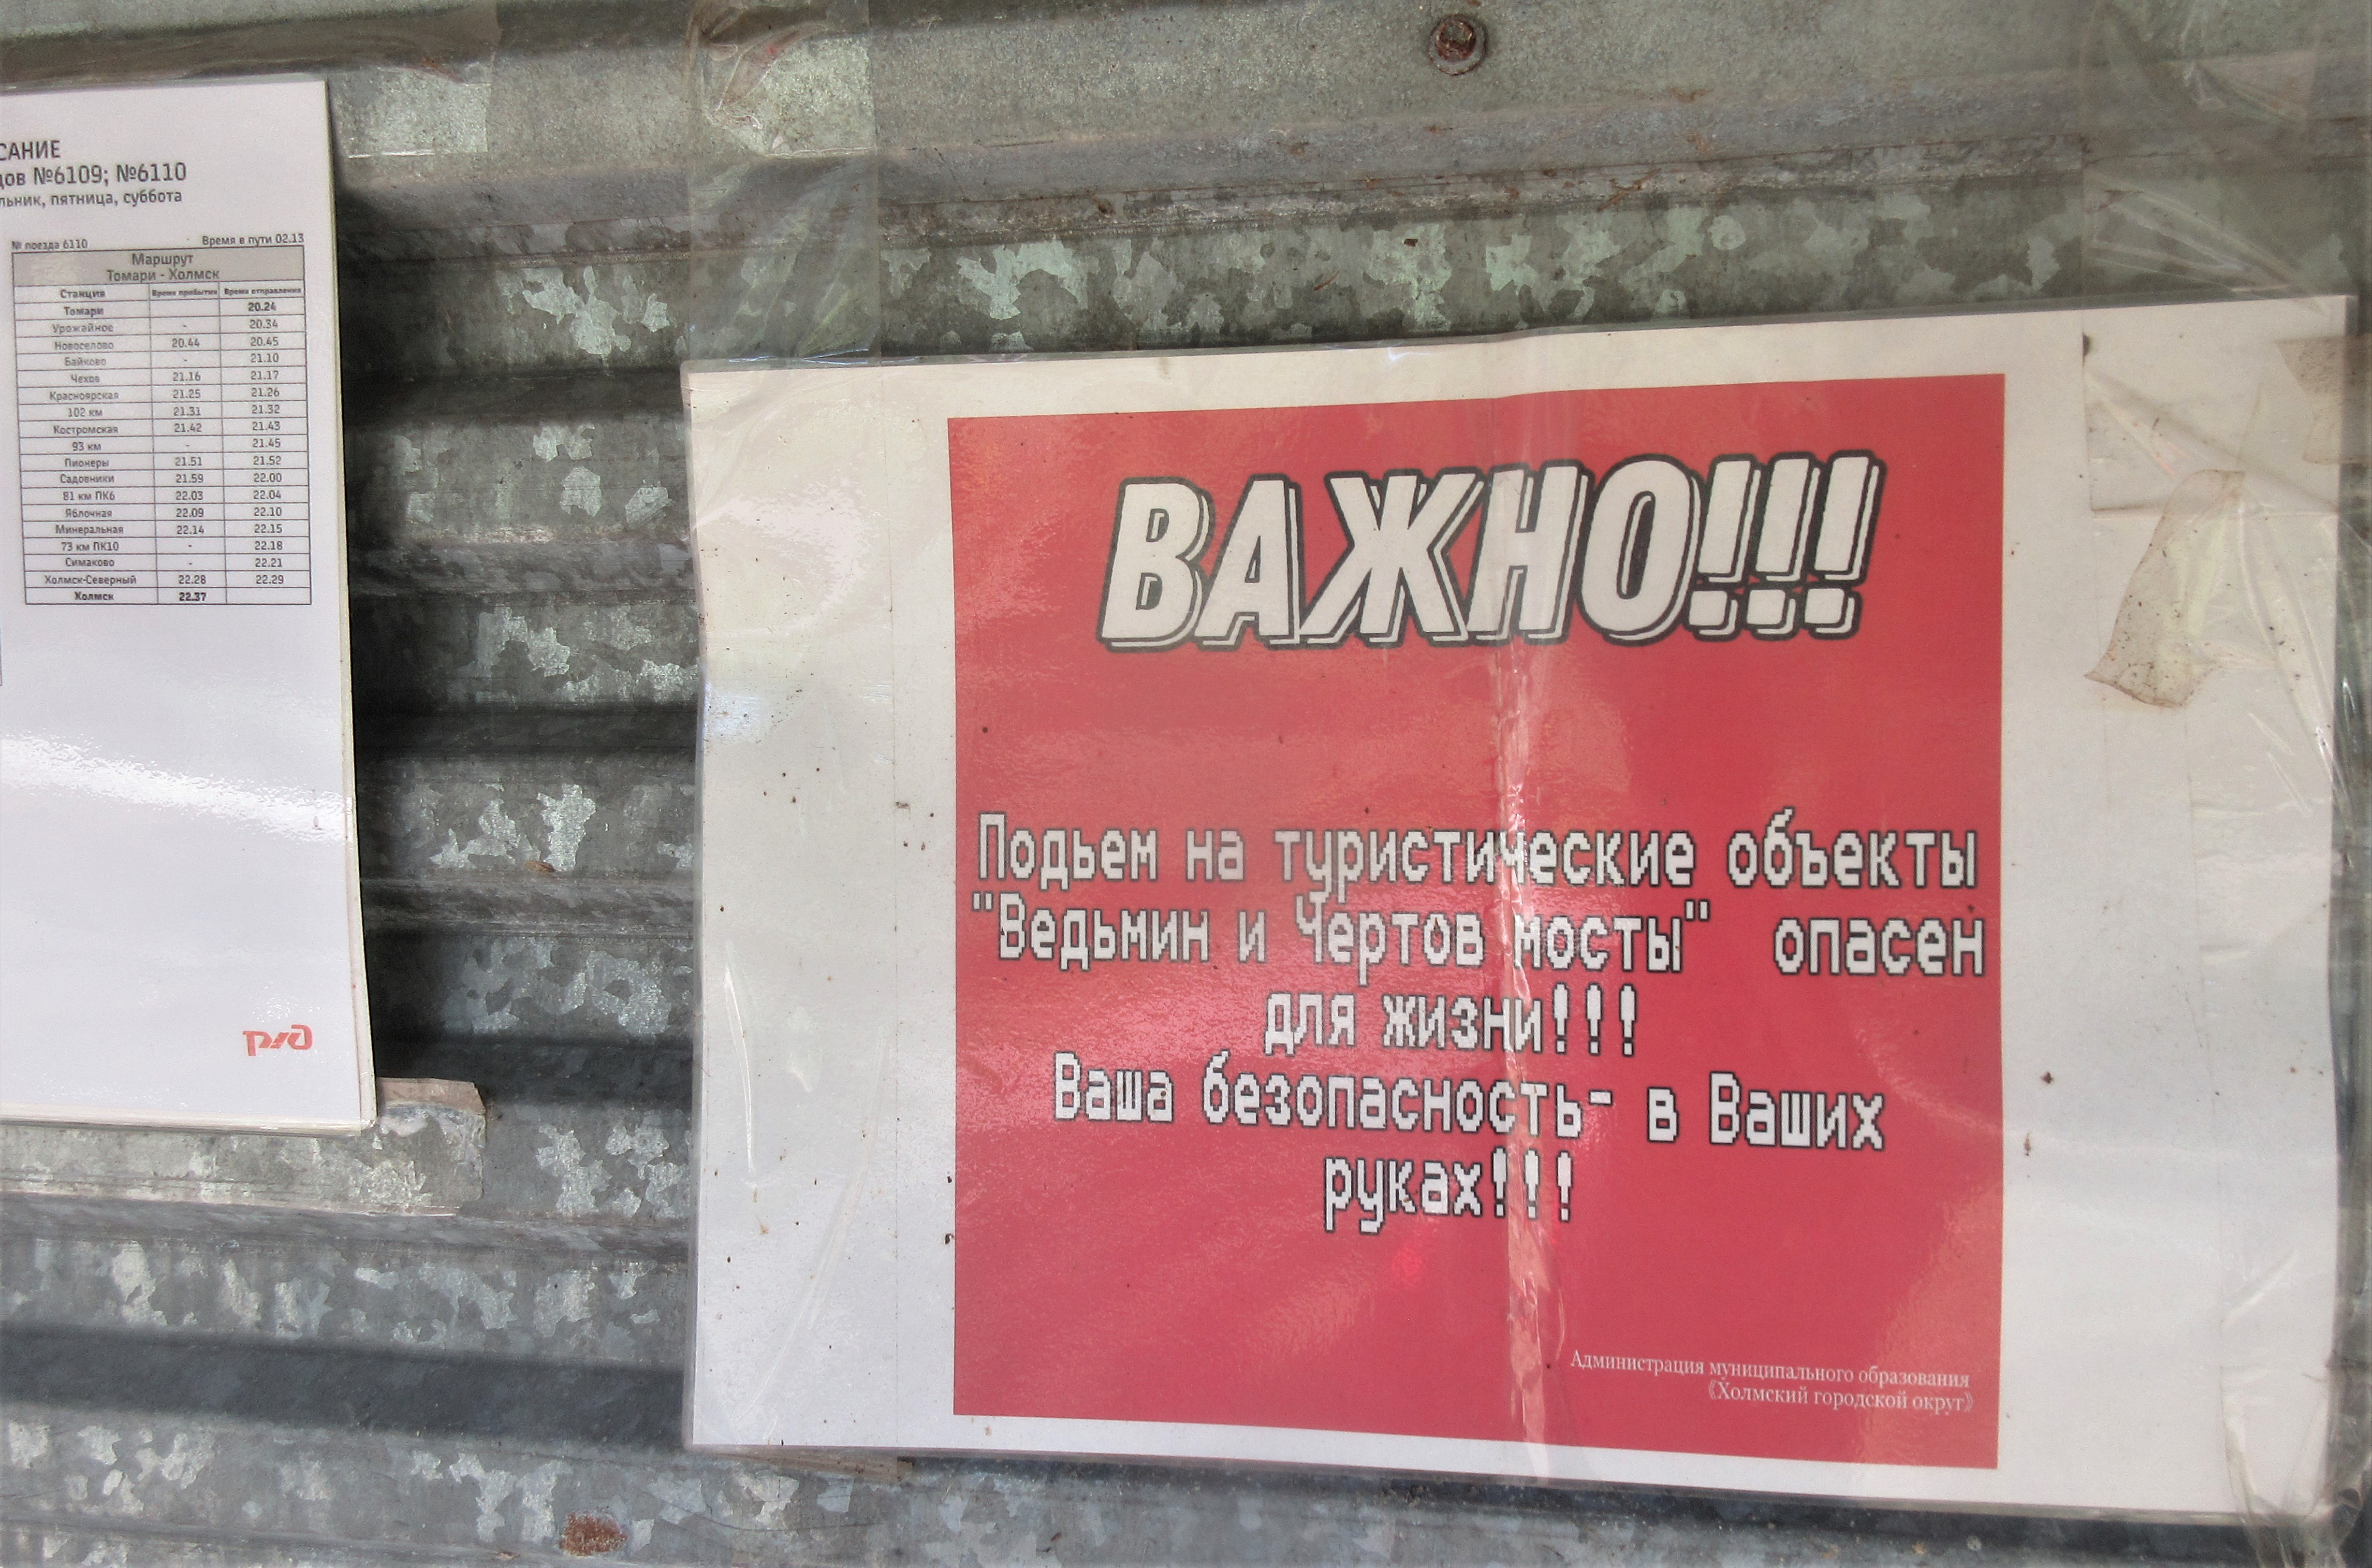 САНИЕ
дов №6109; №6110
льник, пятница, суббота
№ поезда 6110 Время в пути 02.13
Маршрут
Томари - Холмск
Станция Время прибытия Время отправления
Томари 20.24
Урожайное - 20.34
Новоселово 20.44 20.45
Байково - 21.10
Чехов 21.16 21.17
Красноярская 21.25 21.26
102 км 21.31 21.32
Костромская 21.42 21.43
93 км - 21.45
Пионеры 21.51 21.52
Садовники 21.59 22.00
81 км ПК6 22.03 22.04
Яблочная 22.09 22.10
Минеральная 22.14 22.15
73 км ПК10 - 22.18
Симаково - 22.21
Холмск-Северный 22.28 22.29
Холмск 22.37
ржд
ВАЖНО!!!
Подьем на туристические объекты
"Ведьмин и Чертов мосты" опасен
для жизни!!!
Ваша безопасность- в Ваших
руках!!!
Администрация муниципального образования
《Холмский городской округ》